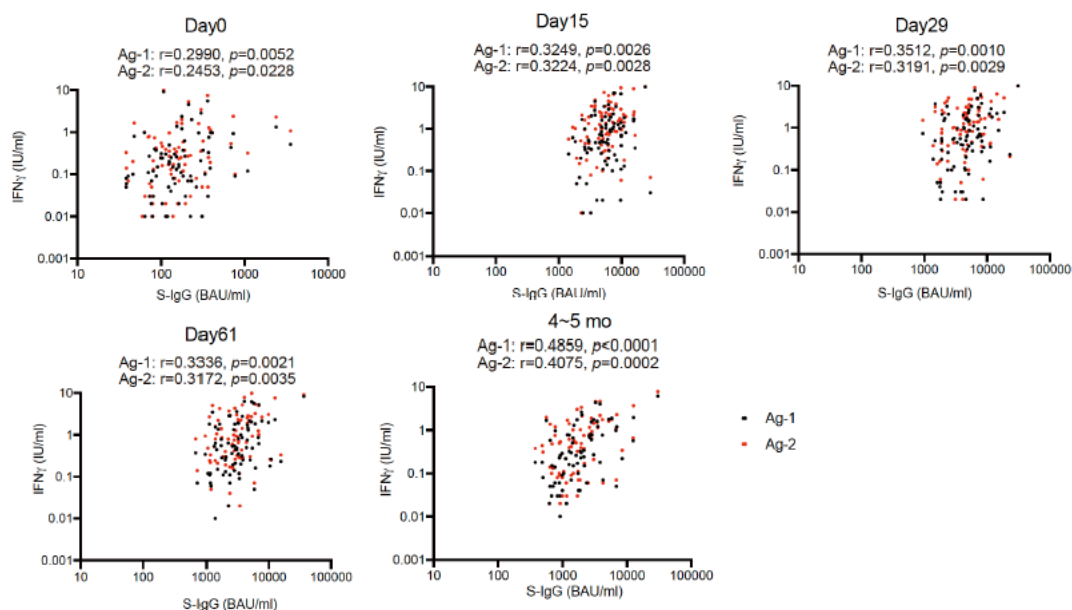 Day0
Ag-1: r=0.2990, p=0.0052
Ag-2: r=0.2453, p=0.0228
IFNγ (IU/ml)
10
1
0.1
0.01
0.001
10 100 1000 10000
S-IgG (BAU/ml)
Day15
Ag-1: r=0.3249, p=0.0026
Ag-2: r=0.3224, p=0.0028
IFNγ (IU/ml)
10
1
0.1
0.01
0.001
10 100 1000 10000 100000
S-IgG (BAU/ml)
Day29
Ag-1: r=0.3512, p=0.0010
Ag-2: r=0.3191, p=0.0029
IFNγ (IU/ml)
10
1
0.1
0.01
0.001
10 100 1000 10000 100000
S-IgG (BAU/ml)
Day61
Ag-1: r=0.3336, p=0.0021
Ag-2: r=0.3172, p=0.0035
IFNγ (IU/ml)
10
1
0.1
0.01
0.001
10 100 1000 10000 100000
S-IgG (BAU/ml)
4~5 mo
Ag-1: r=0.4859, p<0.0001
Ag-2: r=0.4075, p=0.0002
IFNγ (IU/ml)
10
1
0.1
0.01
0.001
10 100 1000 10000 100000
S-IgG (BAU/ml)
Ag-1
Ag-2